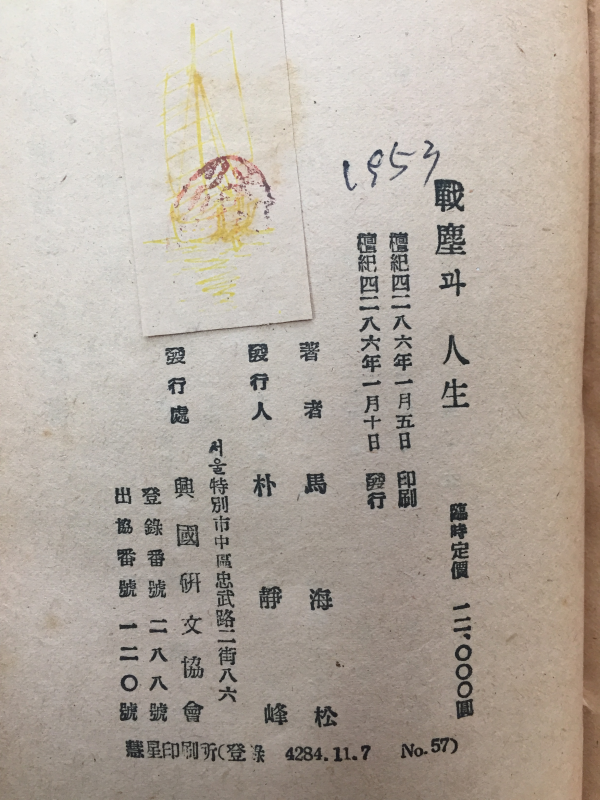 1953
戰塵과 人生
臨時定價 一二,〇〇〇圓
檀紀四二八六年一月五日 印刷
檀紀四二八六年一月十日 發行
著者 馬海松
發行人 朴靜峰
서울特別市中區忠武路二街八六
發行處 興國硏文協會
登錄番號 二八八號
出協番號 一二〇號
慧星印刷所(登錄 4284.11.7 No.57)